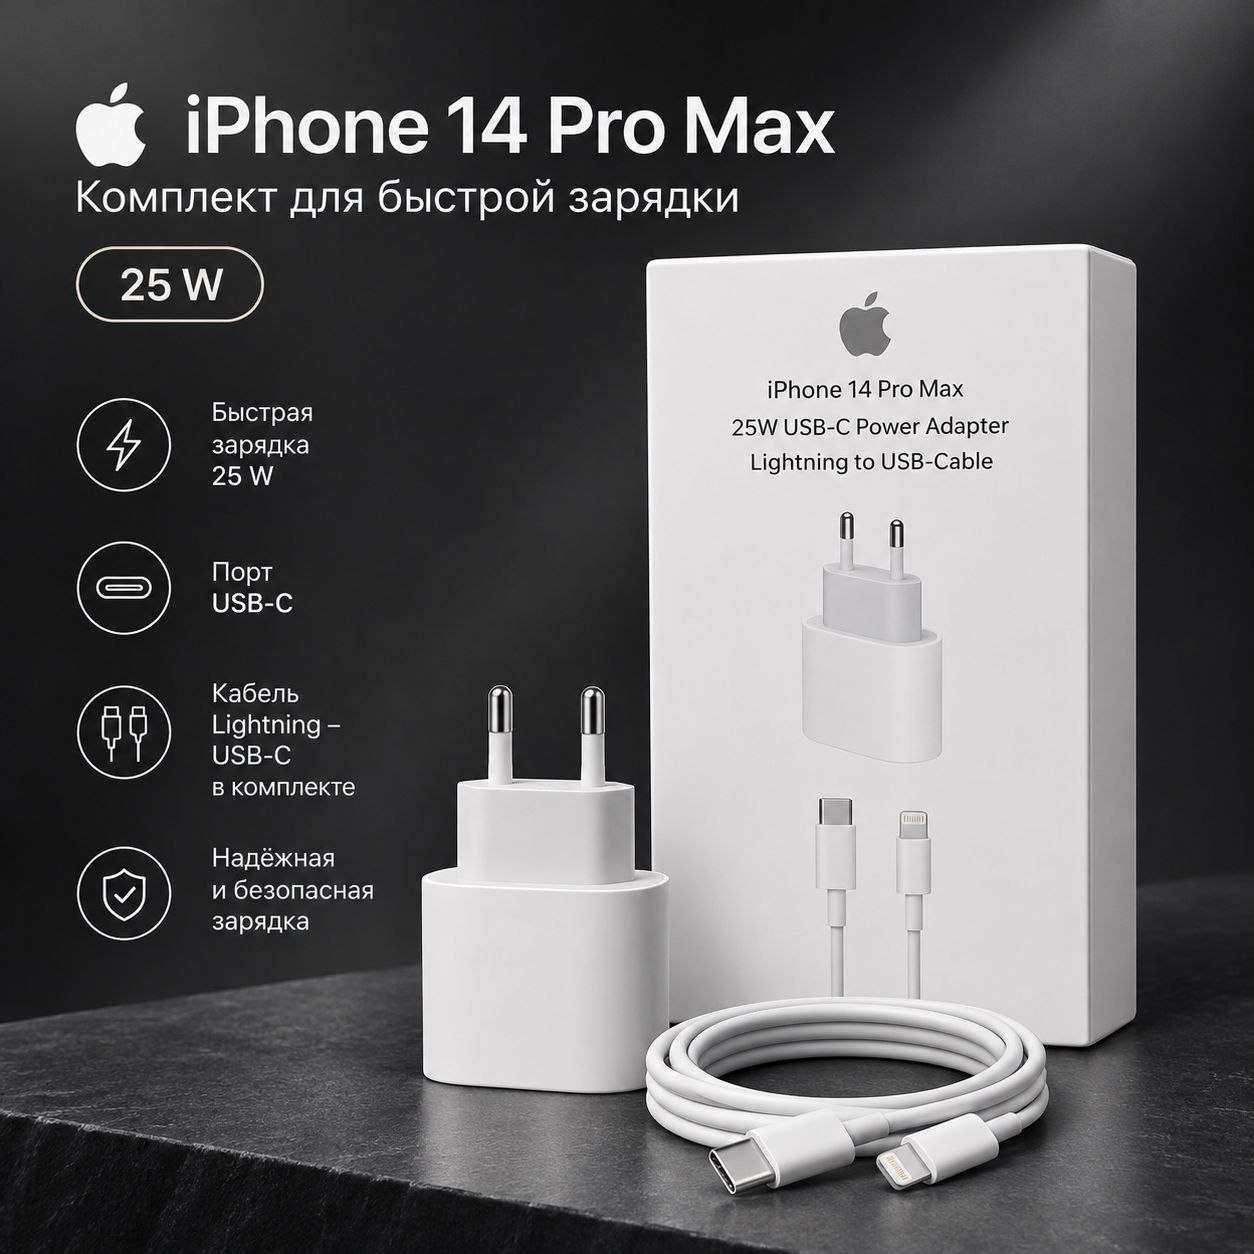 iPhone 14 Pro Max
Комплект для быстрой зарядки
25 W
Быстрая
зарядка
25 W
Порт
USB-C
Кабель
Lightning –
USB-C
в комплекте
Надёжная
и безопасная
зарядка
iPhone 14 Pro Max
25W USB-C Power Adapter
Lightning to USB-Cable